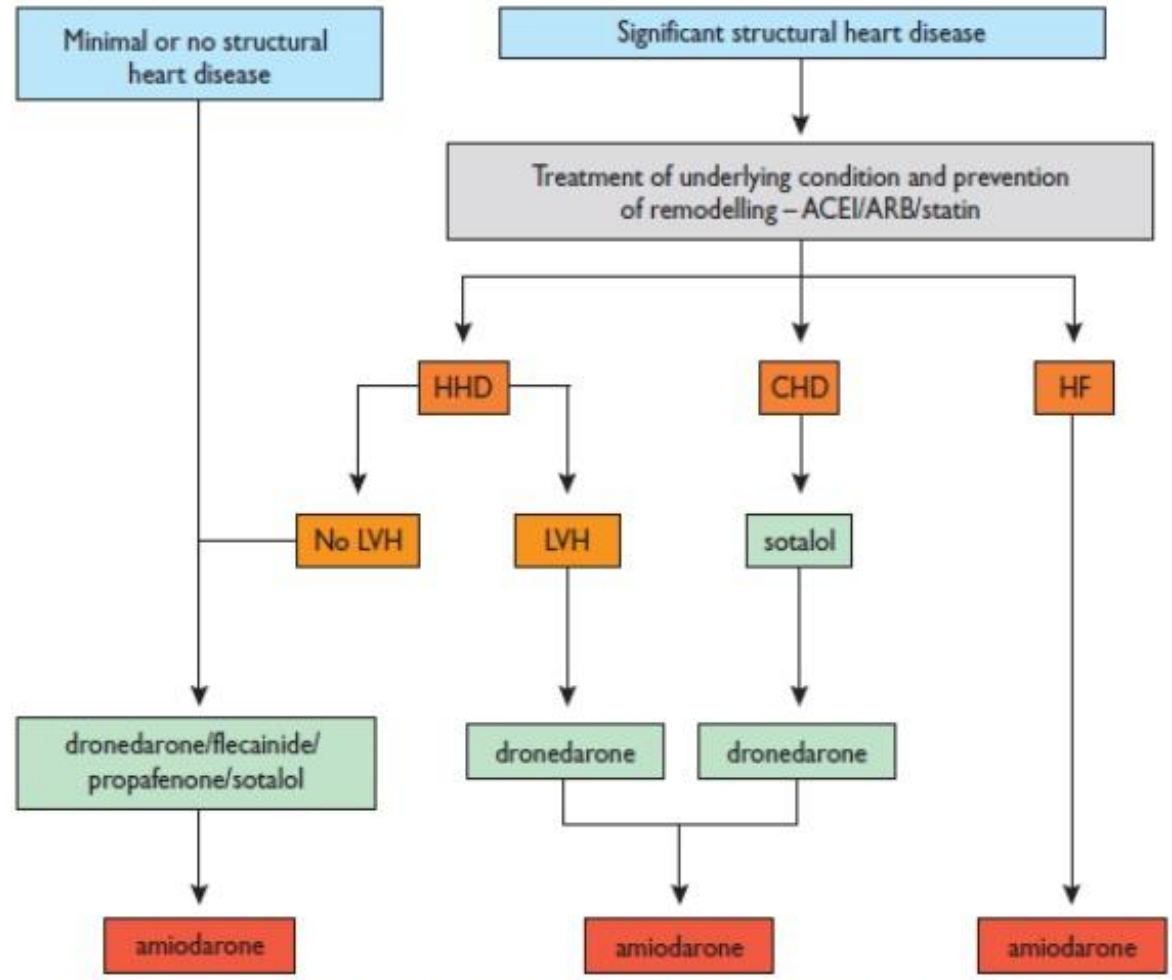 Minimal or no structural
heart disease
Significant structural heart disease
Treatment of underlying condition and prevention
of remodelling – ACEI/ARB/statin
HHD
CHD
HF
No LVH
LVH
sotalol
dronedarone/flecainide/
propafenone/sotalol
dronedarone
dronedarone
amiodarone
amiodarone
amiodarone